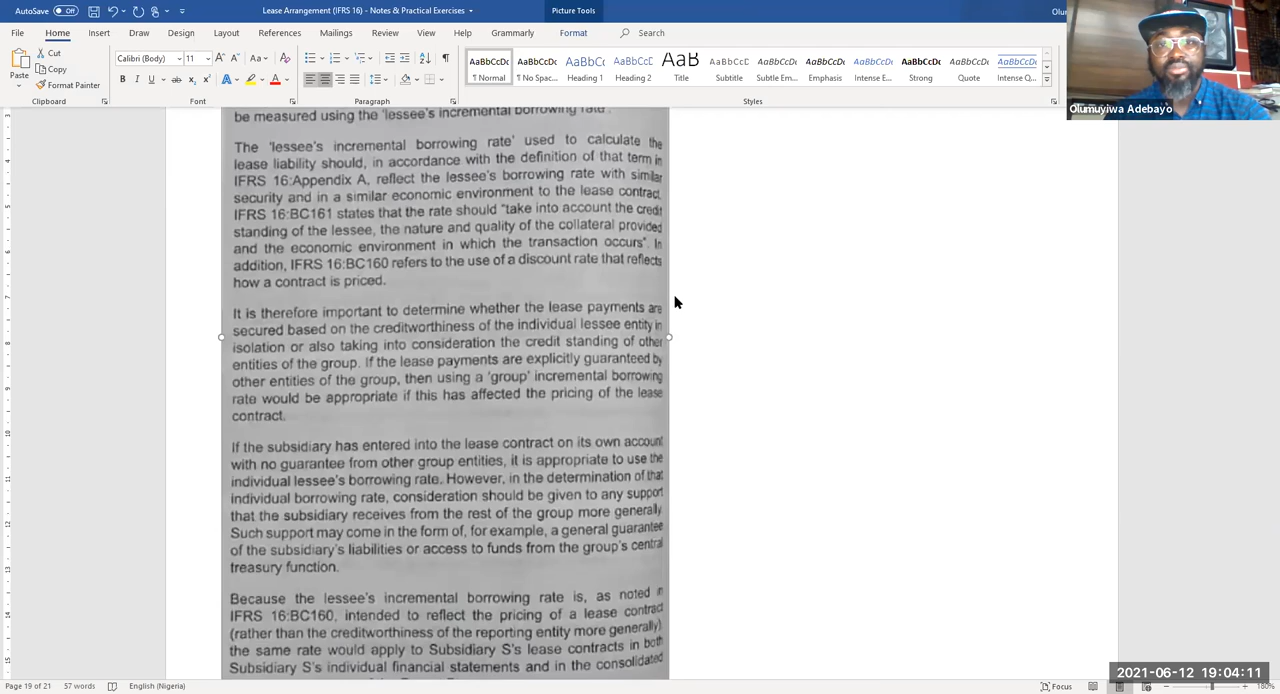 AutoSave Off
Lease Arrangement (IFRS 16) - Notes & Practical Exercises
Picture Tools
Olu
File Home Insert Draw Design Layout References Mailings Review View Help Grammarly Format Search
Paste
Cut
Copy
Format Painter
Clipboard
Calibri (Body) 11
Font
Paragraph
AaBbCcDc AaBbCcDc AaBbC AaBbCcD AaB AaBbCcD AaBbCcDc AaBbCcDc AaBbCcDc AaBbCcDc AaBbCcDc AaBbCcDc
¶ Normal ¶ No Spac... Heading 1 Heading 2 Title Subtitle Subtle Em... Emphasis Intense E... Strong Quote Intense Q...
Styles
Olumuyiwa Adebayo
be measured using the 'lessee's incremental borrowing rate'.
The 'lessee's incremental borrowing rate' used to calculate the
lease liability should, in accordance with the definition of that term in
IFRS 16:Appendix A, reflect the lessee's borrowing rate with similar
security and in a similar economic environment to the lease contract.
IFRS 16:BC161 states that the rate should "take into account the credit
standing of the lessee, the nature and quality of the collateral provided
and the economic environment in which the transaction occurs". In
addition, IFRS 16:BC160 refers to the use of a discount rate that reflects
how a contract is priced.
It is therefore important to determine whether the lease payments are
secured based on the creditworthiness of the individual lessee entity in
isolation or also taking into consideration the credit standing of other
entities of the group. If the lease payments are explicitly guaranteed by
other entities of the group, then using a 'group' incremental borrowing
rate would be appropriate if this has affected the pricing of the lease
contract.
If the subsidiary has entered into the lease contract on its own account
with no guarantee from other group entities, it is appropriate to use the
individual lessee's borrowing rate. However, in the determination of that
individual borrowing rate, consideration should be given to any support
that the subsidiary receives from the rest of the group more generally
Such support may come in the form of, for example, a general guarantee
of the subsidiary's liabilities or access to funds from the group's central
treasury function.
Because the lessee's incremental borrowing rate is, as noted in
IFRS 16:BC160, intended to reflect the pricing of a lease contract
(rather than the creditworthiness of the reporting entity more generally)
the same rate would apply to Subsidiary S's lease contracts in both
Subsidiary S's individual financial statements and in the consolidated
2021-06-12 19:04:11
Page 19 of 21 57 words English (Nigeria) Focus 180%